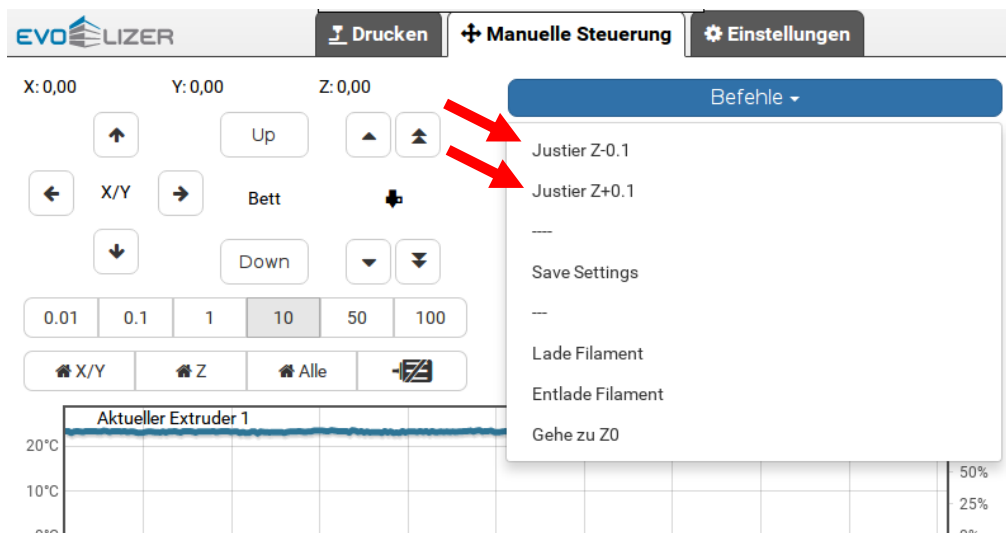 EVOLIZER
Drucken
Manuelle Steuerung
Einstellungen
X: 0,00 Y: 0,00 Z: 0,00
Befehle
Up
Justier Z-0.1
X/Y
Bett
Justier Z+0.1
----
Down
Save Settings
0.01 0.1 1 10 50 100
---
X/Y
Z
Alle
Lade Filament
Entlade Filament
Gehe zu Z0
Aktueller Extruder 1
20°C
50%
10°C
25%